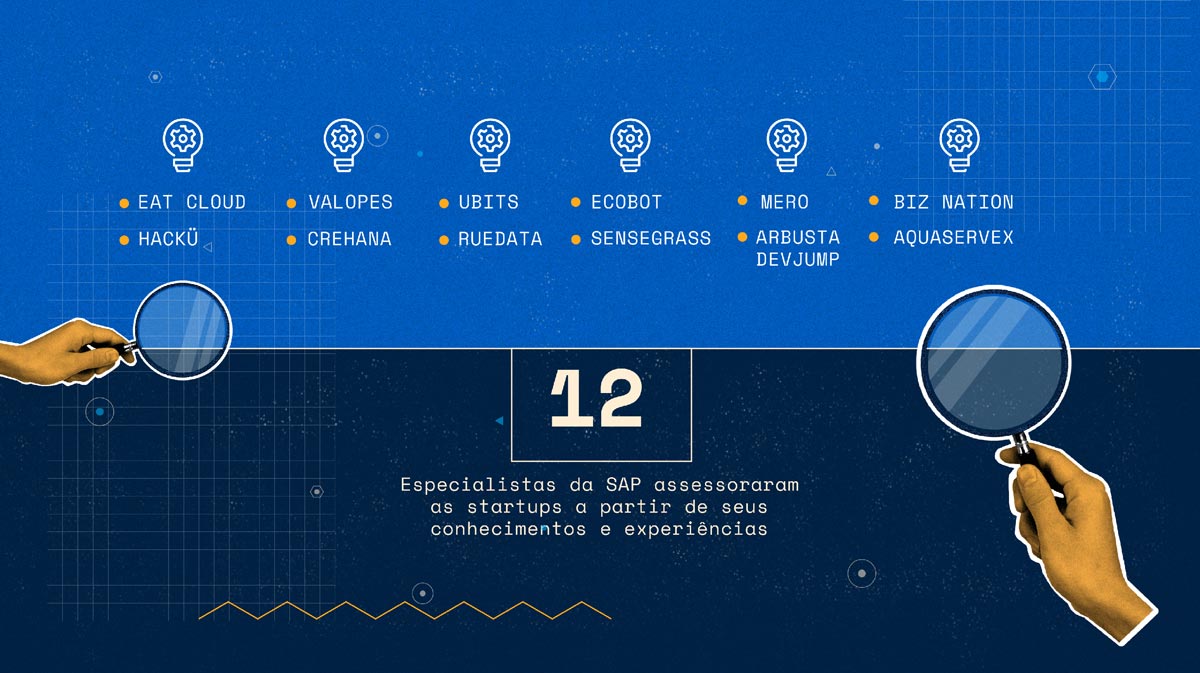 EAT CLOUD
HACKÜ
VALOPES
CREHANA
UBITS
RUEDATA
ECOBOT
SENSEGRASS
MERO
ARBUSTA
DEVJUMP
BIZ NATION
AQUASERVEX
12
Especialistas da SAP assessoraram
as startups a partir de seus
conhecimentos e experiências